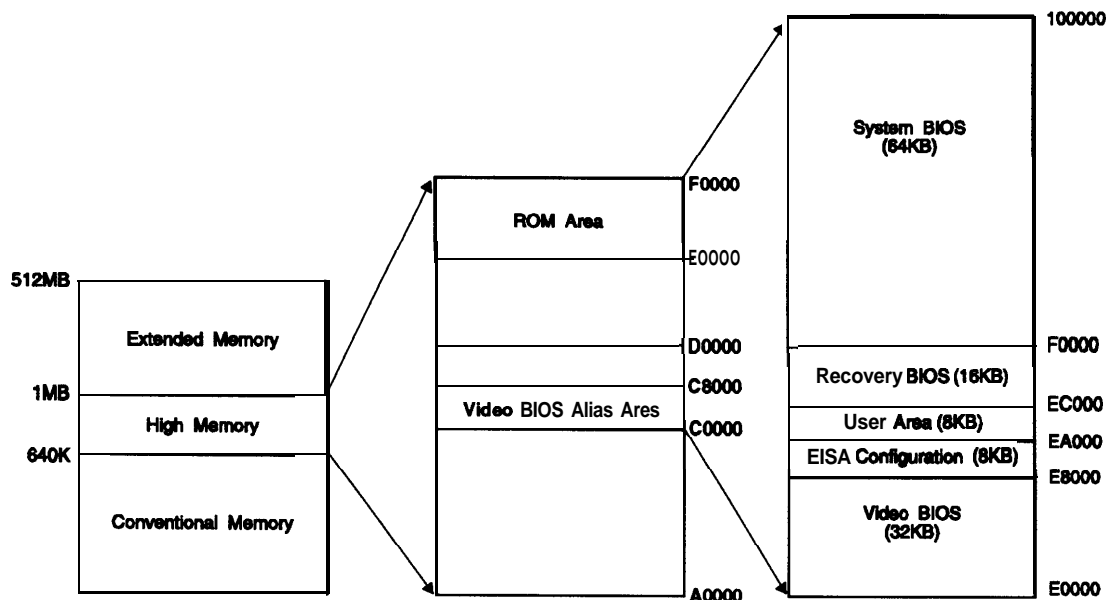 512MB
Extended Memory
1MB
High Memory
640K
Conventional Memory
F0000
ROM Area
E0000
D0000
C8000
Video BIOS Alias Ares
C0000
A0000
100000
System BIOS
(64KB)
F0000
Recovery BIOS (16KB)
EC000
User Area (8KB)
EA000
EISA Configuration (8KB)
E8000
Video BIOS
(32KB)
E0000